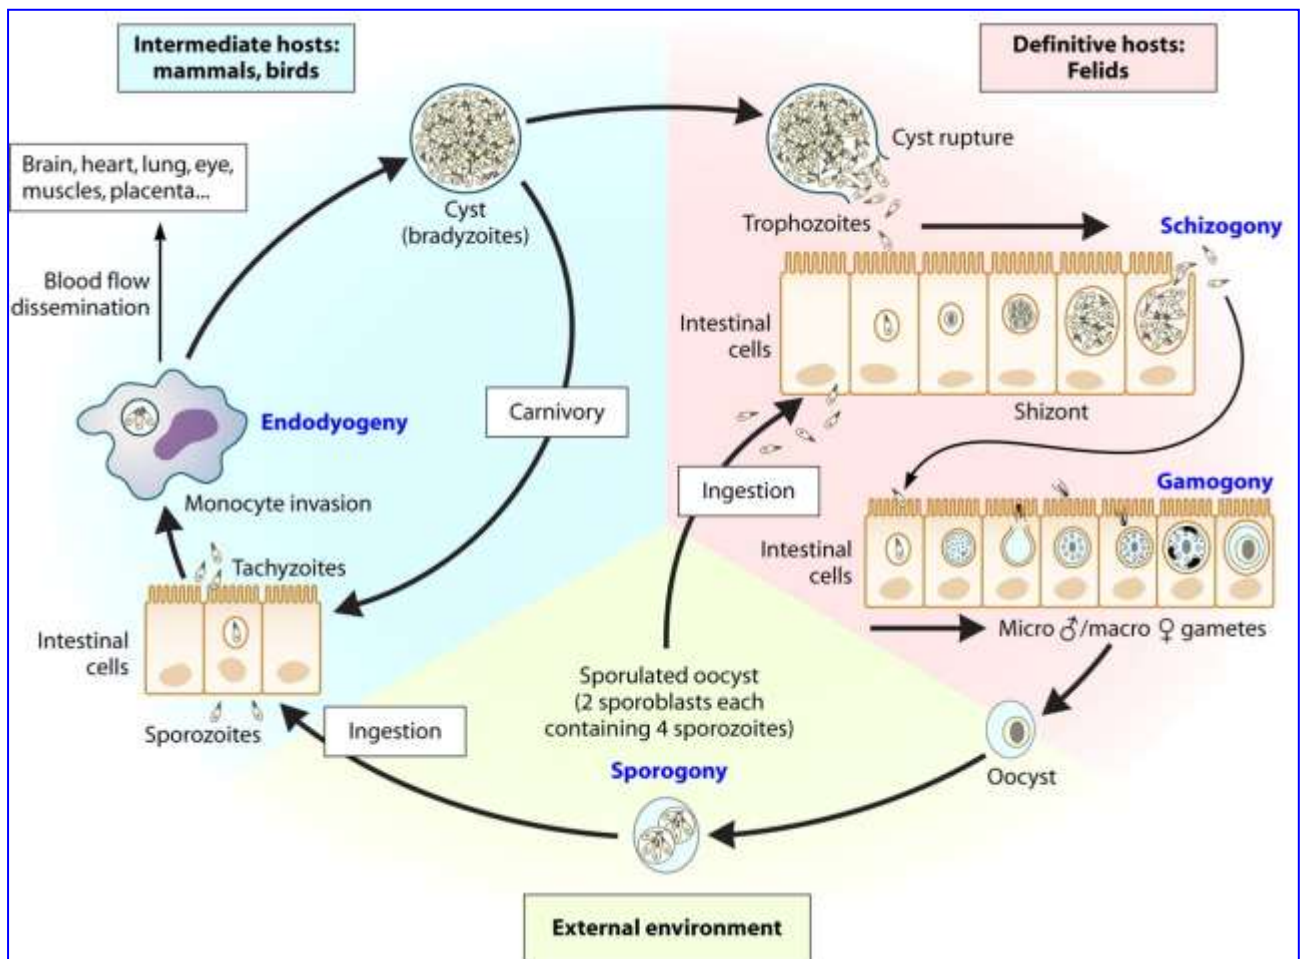 Intermediate hosts:
mammals, birds
Definitive hosts:
Felids
Brain, heart, lung, eye,
muscles, placenta...
Cyst
(bradyzoites)
Cyst rupture
Trophozoites
Schizogony
Blood flow
dissemination
Intestinal
cells
Shizont
Endodyogeny
Carnivory
Monocyte invasion
Ingestion
Gamogony
Tachyzoites
Intestinal
cells
Intestinal
cells
Micro ♂/macro ♀ gametes
Sporozoites
Ingestion
Sporulated oocyst
(2 sporoblasts each
containing 4 sporozoites)
Sporogony
Oocyst
External environment